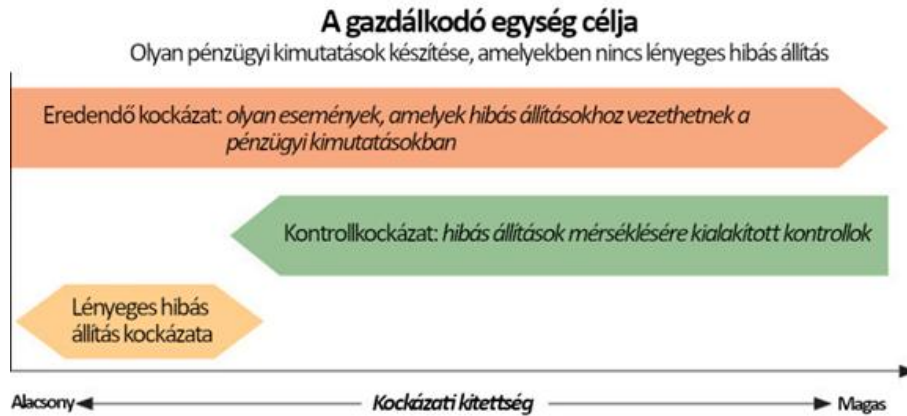 A gazdálkodó egység célja
Olyan pénzügyi kimutatások készítése, amelyekben nincs lényeges hibás állítás
Eredendő kockázat: olyan események, amelyek hibás állításokhoz vezethetnek a
pénzügyi kimutatásokban
Kontrollkockázat: hibás állítások mérséklésére kialakított kontrollok
Lényeges hibás
állítás kockázata
Alacsony Kockázati kitettség Magas